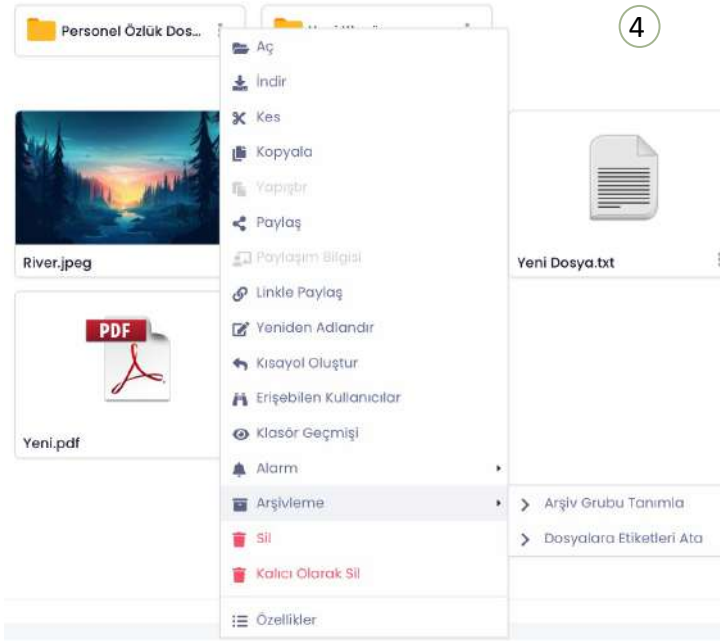 Personel Özlük Dos...
4
Aç
İndir
Kes
Kopyala
Yapıştır
Paylaş
Paylaşım Bilgisi
Linkle Paylaş
Yeniden Adlandır
Kısayol Oluştur
Erişebilen Kullanıcılar
Klasör Geçmişi
Alarm
Arşivleme
Arşiv Grubu Tanımla
Dosyalara Etiketleri Ata
Sil
Kalıcı Olarak Sil
Özellikler
River.jpeg
Yeni Dosya.txt
PDF
Yeni.pdf